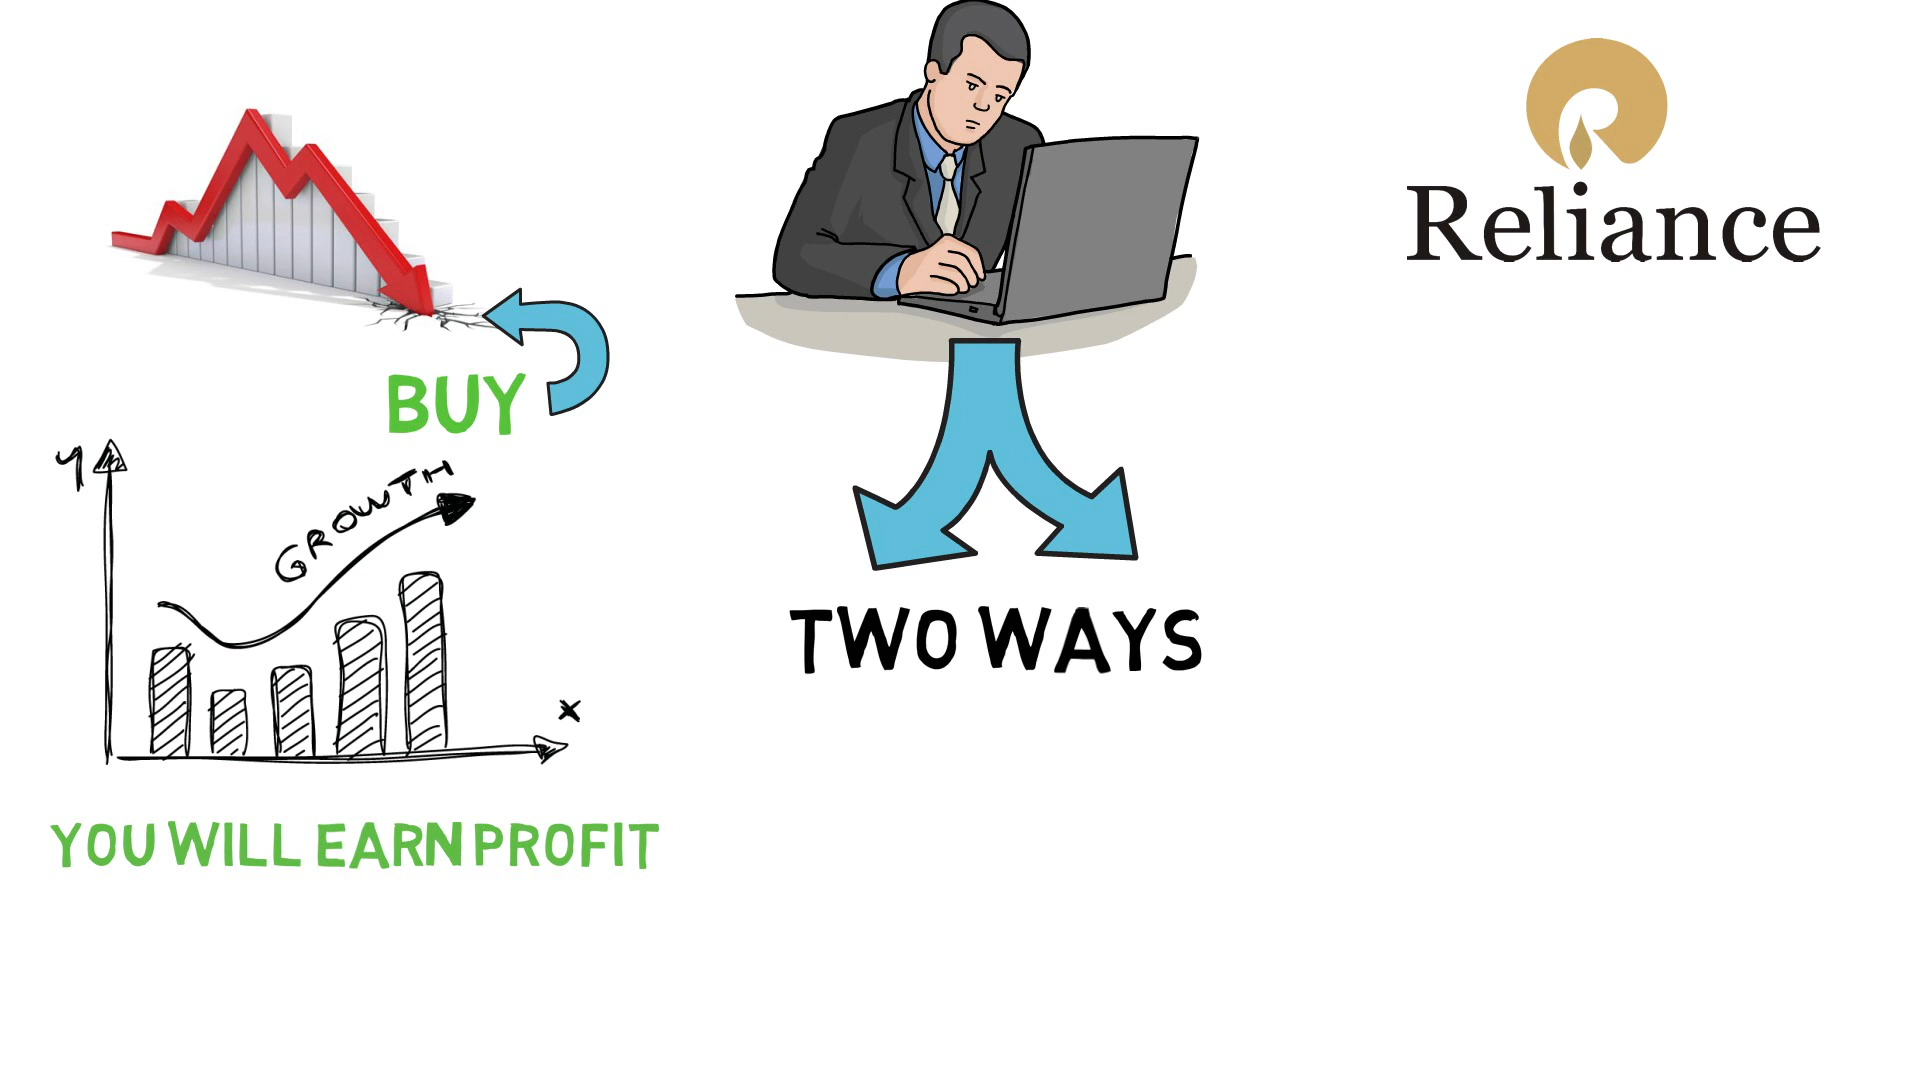 Reliance
BUY
Y
GROWTH
X
TWO WAYS
YOU WILL EARN PROFIT